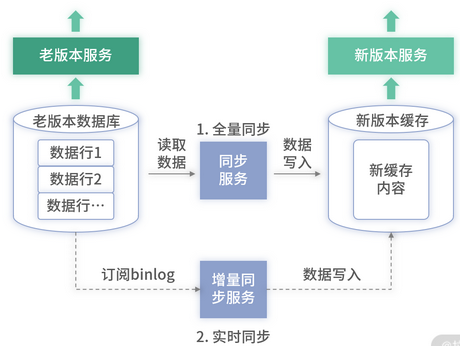 老版本服务
新版本服务
老版本数据库
数据行1
数据行2
数据行…
读取
数据
1. 全量同步
同步
服务
数据
写入
新版本缓存
新缓存
内容
订阅binlog
增量同
步服务
数据写入
2. 实时同步